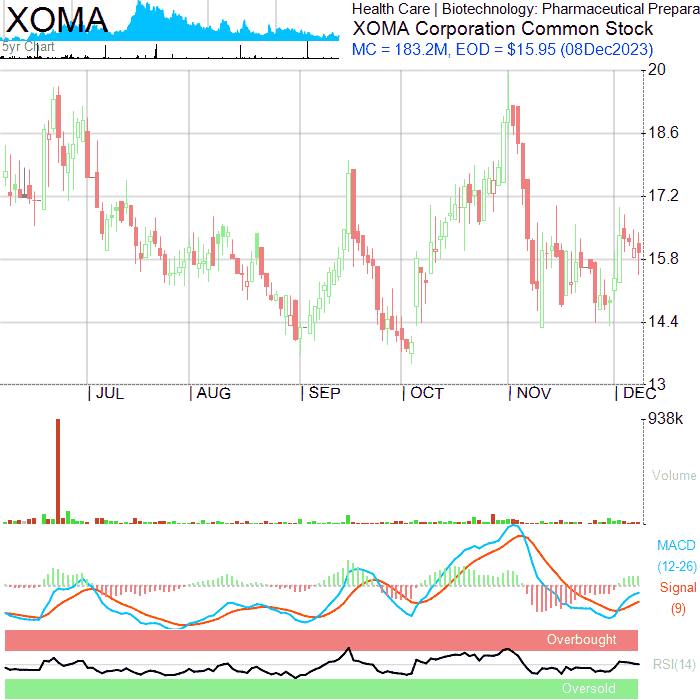 XOMA
5yr Chart
Health Care | Biotechnology: Pharmaceutical Prepara
XOMA Corporation Common Stock
MC = 183.2M, EOD = $15.95 (08Dec2023)
20
18.6
17.2
15.8
14.4
13
| JUL | AUG | SEP | OCT | NOV | DEC
938k
Volume
MACD
(12-26)
Signal
(9)
Overbought
RSI(14)
Oversold